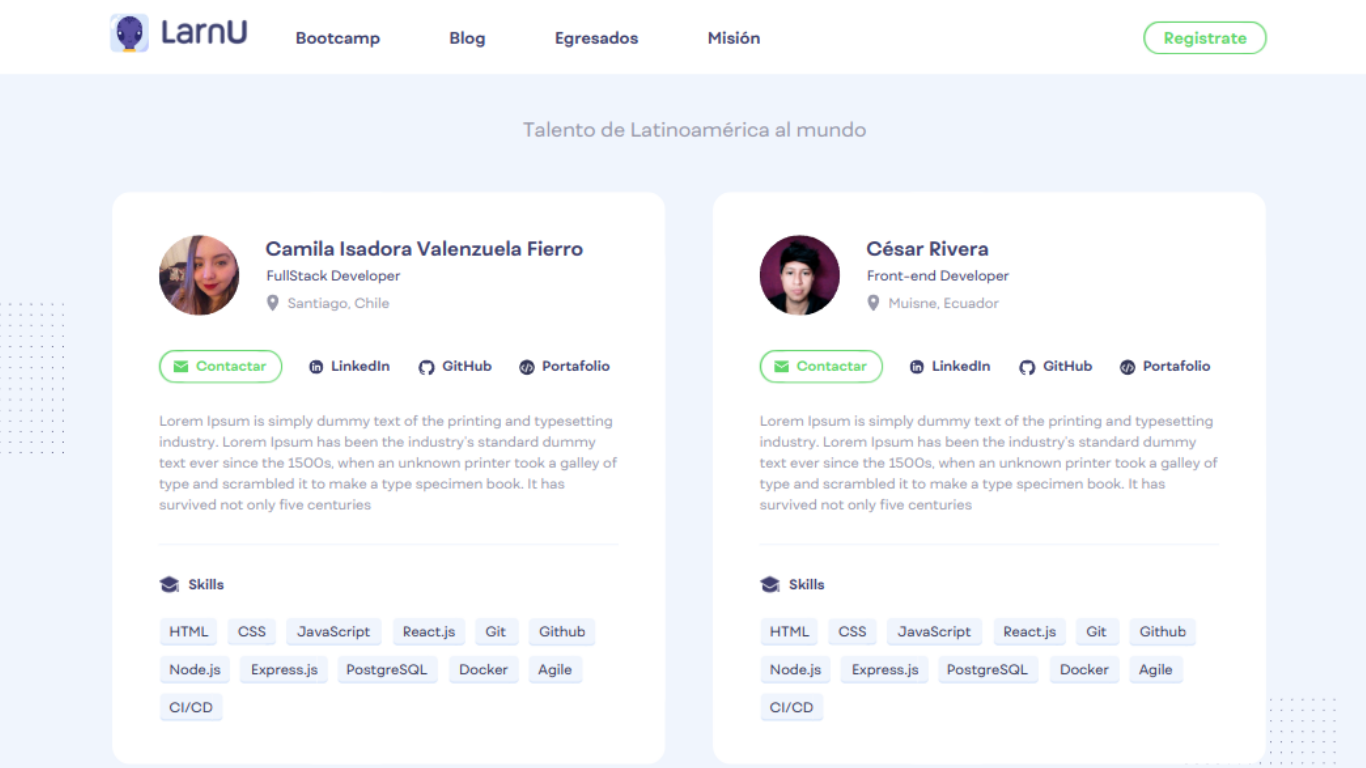 LarnU
Bootcamp
Blog
Egresados
Misión
Registrate
Talento de Latinoamérica al mundo
Camila Isadora Valenzuela Fierro
FullStack Developer
Santiago, Chile
Contactar
LinkedIn
GitHub
Portafolio
Lorem Ipsum is simply dummy text of the printing and typesetting
industry. Lorem Ipsum has been the industry's standard dummy
text ever since the 1500s, when an unknown printer took a galley of
type and scrambled it to make a type specimen book. It has
survived not only five centuries
Skills
HTML CSS JavaScript React.js Git Github
Node.js Express.js PostgreSQL Docker Agile
CI/CD
César Rivera
Front-end Developer
Muisne, Ecuador
Contactar
LinkedIn
GitHub
Portafolio
Lorem Ipsum is simply dummy text of the printing and typesetting
industry. Lorem Ipsum has been the industry's standard dummy
text ever since the 1500s, when an unknown printer took a galley of
type and scrambled it to make a type specimen book. It has
survived not only five centuries
Skills
HTML CSS JavaScript React.js Git Github
Node.js Express.js PostgreSQL Docker Agile
CI/CD